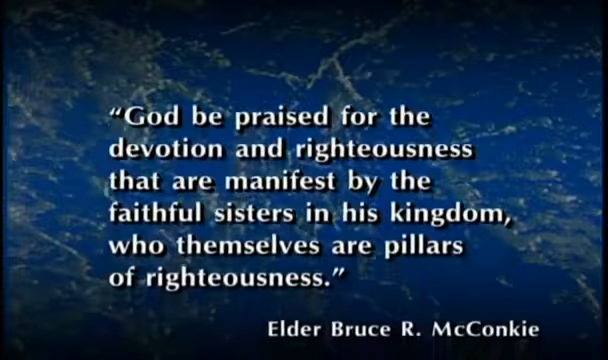 “God be praised for the
devotion and righteousness
that are manifest by the
faithful sisters in his kingdom,
who themselves are pillars
of righteousness.”
Elder Bruce R. McConkie